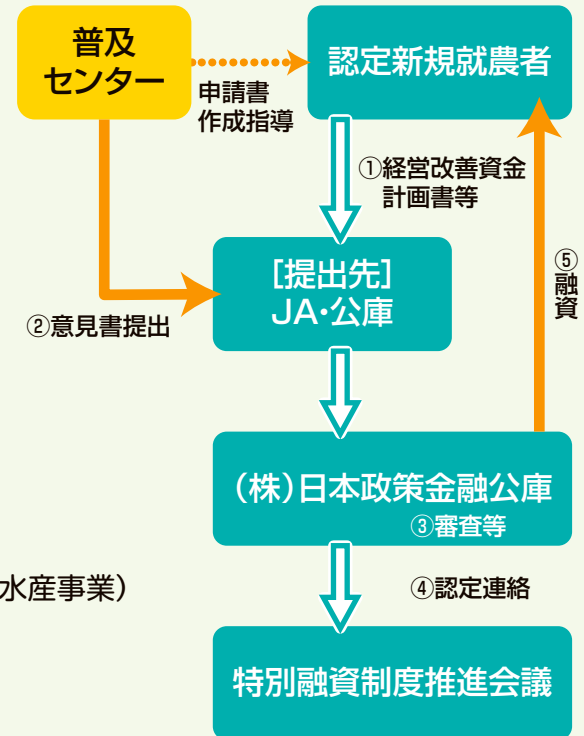 普及
センター
認定新規就農者
申請書
作成指導
①経営改善資金
計画書等
[提出先]
JA・公庫
②意見書提出
⑤融資
(株)日本政策金融公庫
③審査等
水産事業)
④認定連絡
特別融資制度推進会議